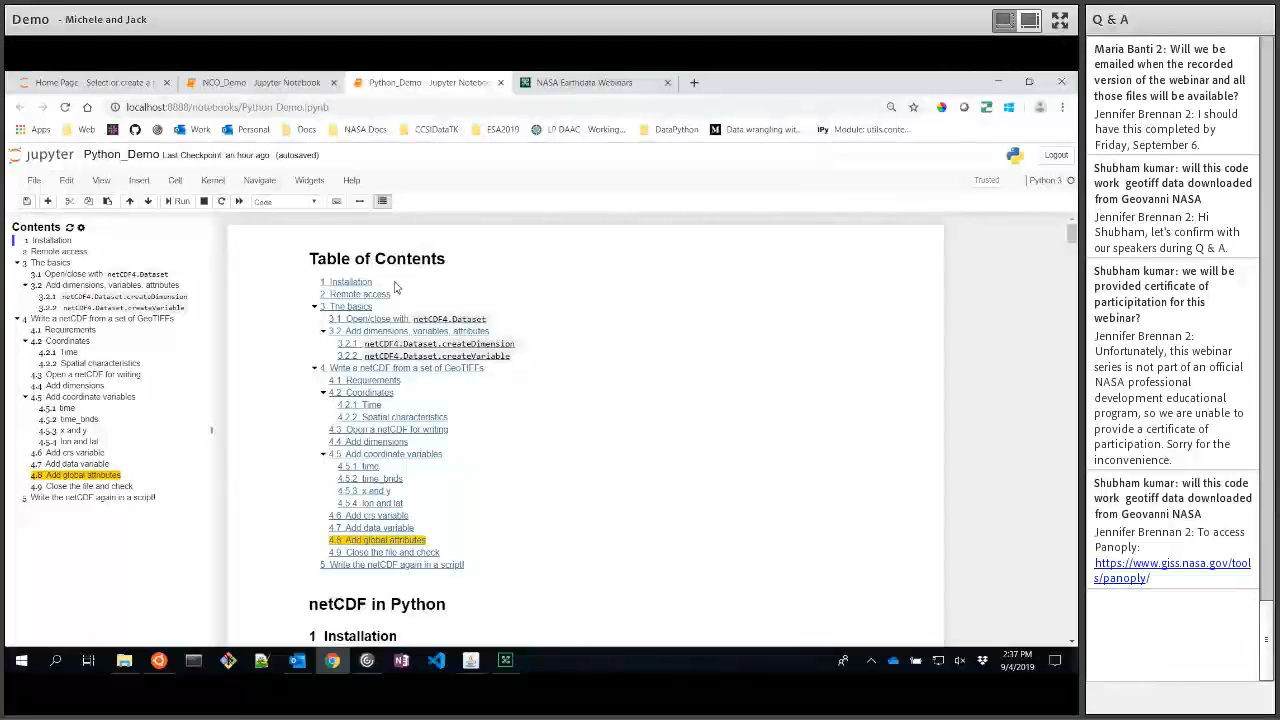 Demo - Michele and Jack
Home Page Select or create a
NCO_Demo Jupyter Notebook
Python_Demo Jupyter Noteboo
NASA Earthdata Webinars
localhost:8888/notebooks/Python Demo.ipynb
Apps Web Work Personal Docs NASA Docs CCSIDataTK ESA2019 LP DAAC Working... DataPython Data wrangling wit... IPy Module: utils.conte...
jupyter Python_Demo Last Checkpoint an hour ago (autosaved) Logout
File Edit View Insert Cell Kernel Navigate Widgets Help Trusted Python 3
Run Code
Contents
1 Installation
2 Remote access
3 The basics
3.1 Open/close with netCDF4.Dataset
3.2 Add dimensions, variables, attributes
3.2.1 netCDF4.Dataset.createDimension
3.2.2 netCDF4.Dataset.createVariable
4 Write a netCDF from a set of GeoTIFFs
4.1 Requirements
4.2 Coordinates
4.2.1 Time
4.2.2 Spatial characteristics
4.3 Open a netCDF for writing
4.4 Add dimensions
4.5 Add coordinate variables
4.5.1 time
4.5.2 time_bnds
4.5.3 x and y
4.5.4 lon and lat
4.6 Add crs variable
4.7 Add data variable
4.8 Add global attributes
4.9 Close the file and check
5 Write the netCDF again in a script!
Table of Contents
1 Installation
2 Remote access
3 The basics
3.1 Open/close with netCDF4.Dataset
3.2 Add dimensions, variables, attributes
3.2.1 netCDF4.Dataset.createDimension
3.2.2 netCDF4.Dataset.createVariable
4 Write a netCDF from a set of GeoTIFFs
4.1 Requirements
4.2 Coordinates
4.2.1 Time
4.2.2 Spatial characteristics
4.3 Open a netCDF for writing
4.4 Add dimensions
4.5 Add coordinate variables
4.5.1 time
4.5.2 time_bnds
4.5.3 x and y
4.5.4 lon and lat
4.6 Add crs variable
4.7 Add data variable
4.8 Add global attributes
4.9 Close the file and check
5 Write the netCDF again in a script!
netCDF in Python
1 Installation
2:37 PM
9/4/2019
Q & A
Maria Banti 2: Will we be
emailed when the recorded
version of the webinar and all
those files will be available?
Jennifer Brennan 2: I should
have this completed by
Friday, September 6.
Shubham kumar: will this code
work geotiff data downloaded
from Geovanni NASA
Jennifer Brennan 2: Hi
Shubham, let's confirm with
our speakers during Q & A.
Shubham kumar: we will be
provided certificate of
participitation for this
webinar?
Jennifer Brennan 2:
Unfortunately, this webinar
series is not part of an official
NASA professional
development educational
program, so we are unable to
provide a certificate of
participation. Sorry for the
inconvenience.
Shubham kumar: will this code
work geotiff data downloaded
from Geovanni NASA
Jennifer Brennan 2: To access
Panoply:
https://www.giss.nasa.gov/tool
s/panoply/